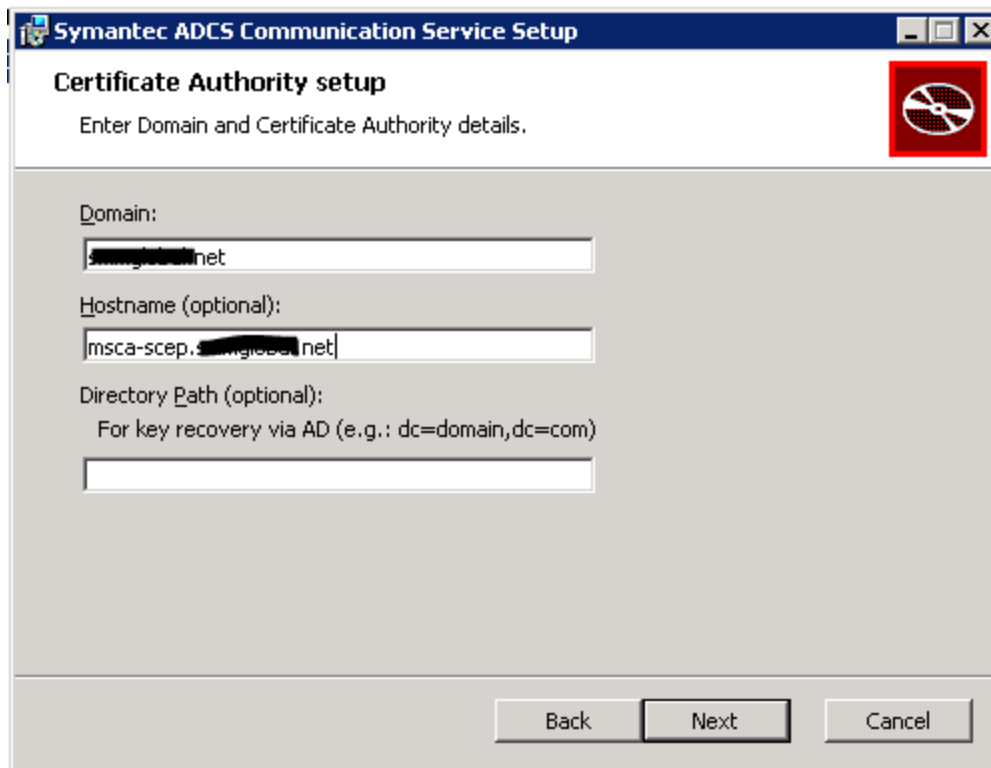 Symantec ADCS Communication Service Setup
Certificate Authority setup
Enter Domain and Certificate Authority details.
Domain:
net
Hostname (optional):
msca-scep. net
Directory Path (optional):
For key recovery via AD (e.g.: dc=domain,dc=com)
Back Next Cancel